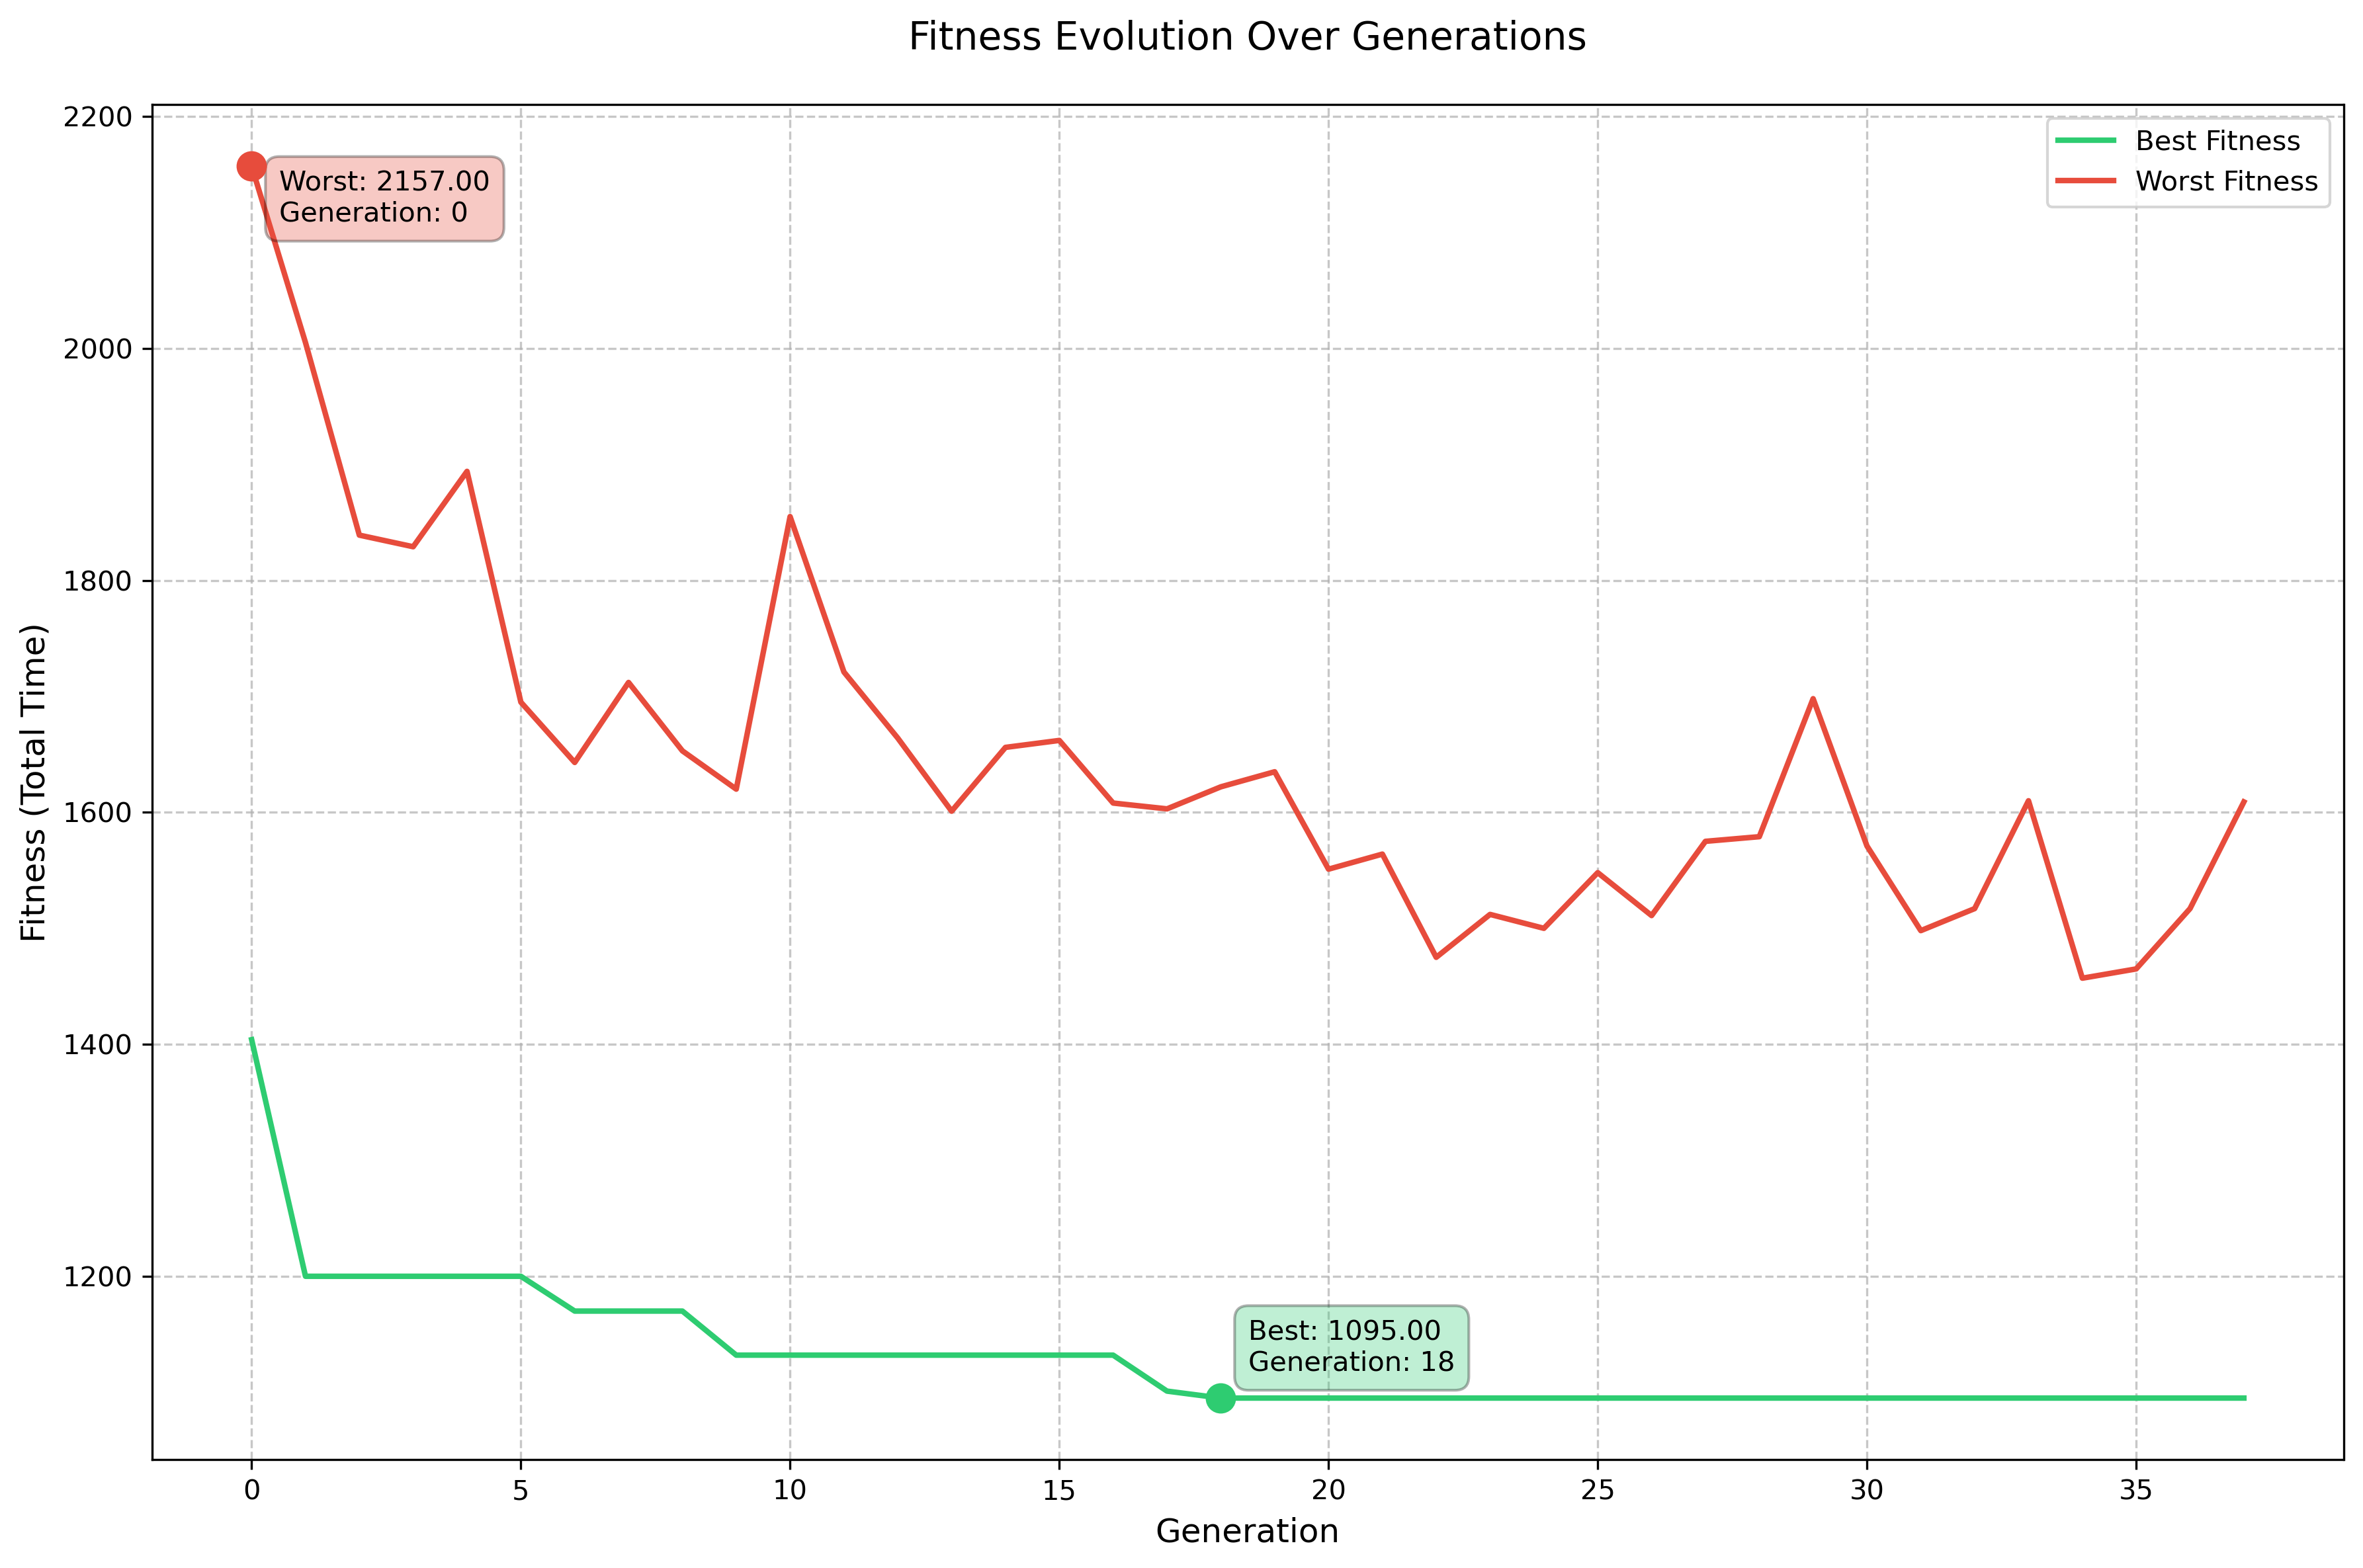 Fitness Evolution Over Generations
2200
2000
1800
1600
1400
1200
Fitness (Total Time)
Worst: 2157.00
Generation: 0
Best Fitness
Worst Fitness
Best: 1095.00
Generation: 18
0 5 10 15 20 25 30 35
Generation